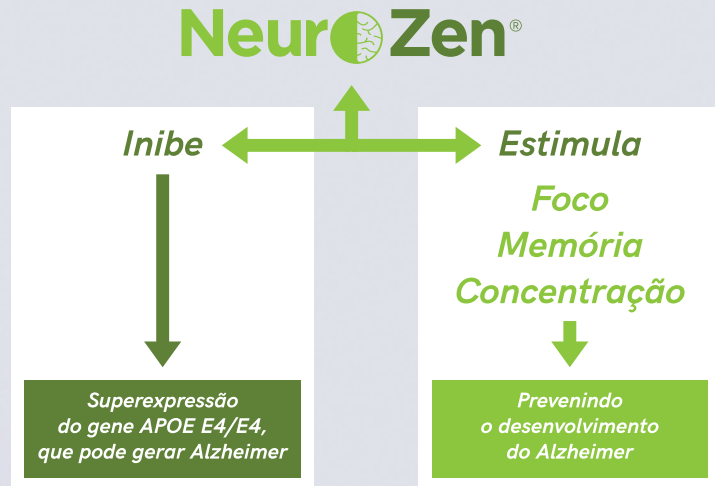 NeuroZen®
Inibe
Superexpressão
do gene APOE E4/E4,
que pode gerar Alzheimer
Estimula
Foco
Memória
Concentração
Prevenindo
o desenvolvimento
do Alzheimer